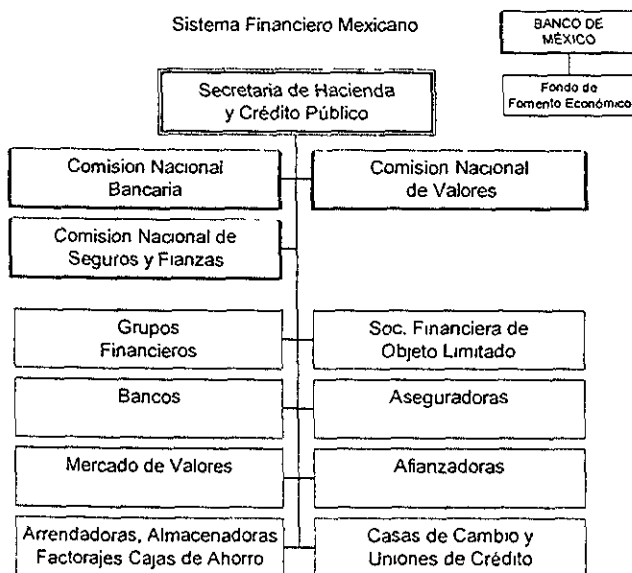 Sistema Financiero Mexicano
BANCO DE
MÉXICO
Fondo de
Fomento Económico
Secretaria de Hacienda
y Crédito Público
Comision Nacional
Bancaria
Comision Nacional
de Valores
Comision Nacional de
Seguros y Fianzas
Grupos
Financieros
Soc. Financiera de
Objeto Limitado
Bancos
Aseguradoras
Mercado de Valores
Afianzadoras
Arrendadoras, Almacenadoras
Factorajes Cajas de Ahorro
Casas de Cambio y
Uniones de Crédito